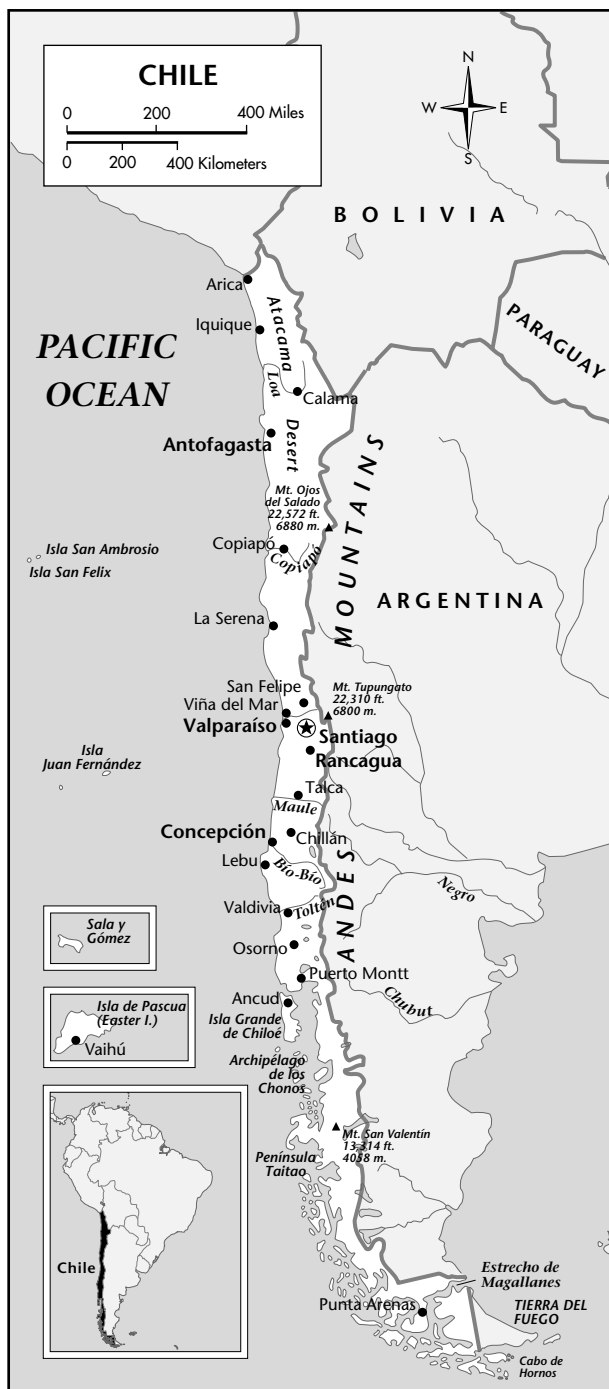 CHILE
0 200 400 Miles
0 200 400 Kilometers
N
W E
S
BOLIVIA
PARAGUAY
Arica
Atacama
Iquique
PACIFIC
OCEAN
Loa
Calama
Antofagasta
Desert
Mt. Ojos
del Salado
22,572 ft.
6880 m.
MOUNTAINS
Copiapó
Copiapó
Isla San Ambrosio
Isla San Felix
ARGENTINA
La Serena
San Felipe
Mt. Tupungato
22,310 ft.
6800 m.
Viña del Mar
Valparaíso
Santiago
Rancagua
Isla
Juan Fernández
Talca
Maule
Concepción
Chillán
Lebu
Bío-Bío
ANDES
Negro
Valdivia
Toltén
Sala y
Gómez
Osorno
Puerto Montt
Chubut
Ancud
Isla Grande
de Chiloé
Isla de Pascua
(Easter I.)
Vaihú
Archipélago
de los
Chonos
Mt. San Valentín
13,314 ft.
4058 m.
Península
Taitao
Chile
Estrecho de
Magallanes
Punta Arenas
TIERRA DEL
FUEGO
Cabo de
Hornos